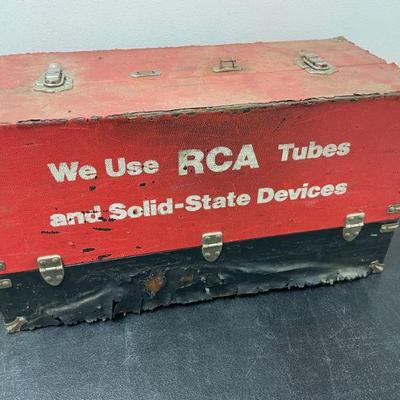 We Use RCA Tubes
and Solid-State Devices